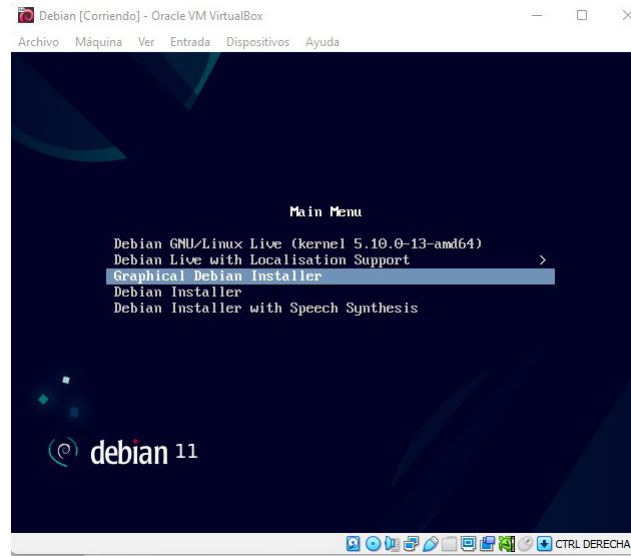 Debian [Corriendo] - Oracle VM VirtualBox
Archivo Máquina Ver Entrada Dispositivos Ayuda
Main Menu
Debian GNU/Linux Live (kernel 5.10.0-13-amd64)
Debian Live with Localisation Support >
Graphical Debian Installer
Debian Installer
Debian Installer with Speech Synthesis
debian 11
CTRL DERECHA